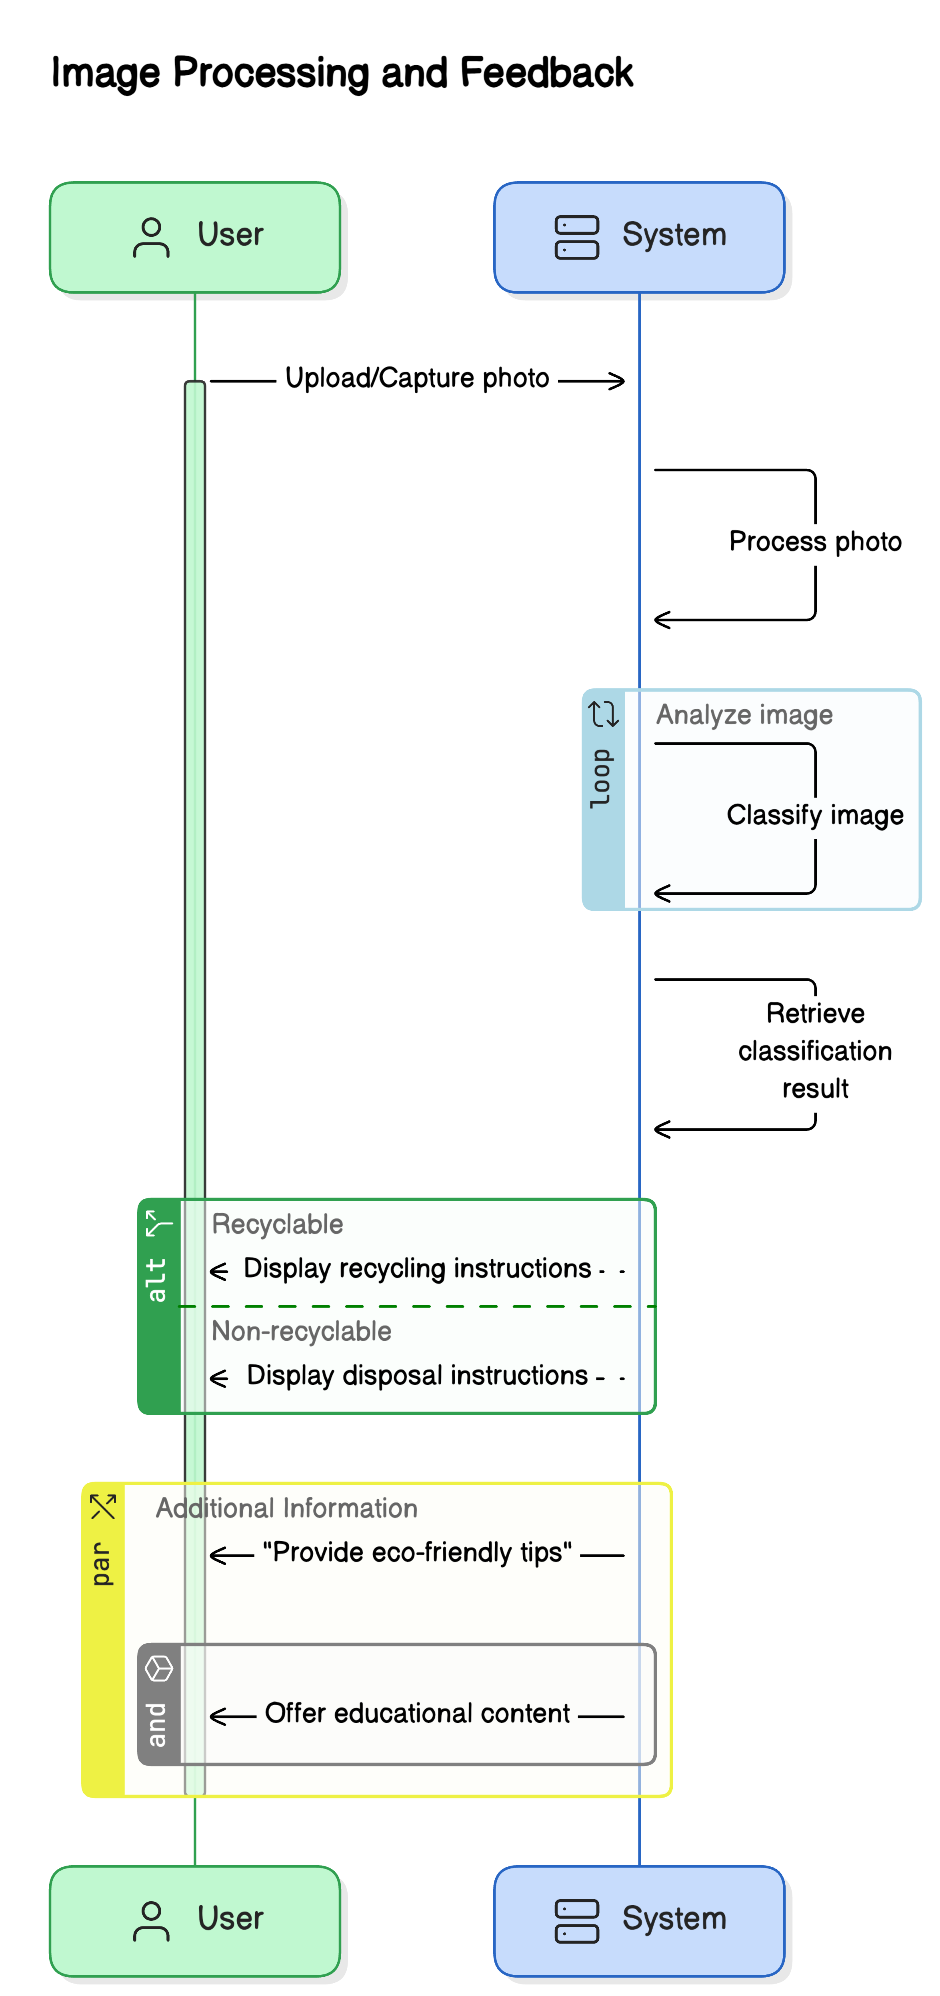 Image Processing and Feedback
User
System
Upload/Capture photo
Process photo
loop
Analyze image
Classify image
Retrieve
classification
result
alt
Recyclable
Display recycling instructions
Non-recyclable
Display disposal instructions
par
Additional Information
"Provide eco-friendly tips"
and
Offer educational content
User
System